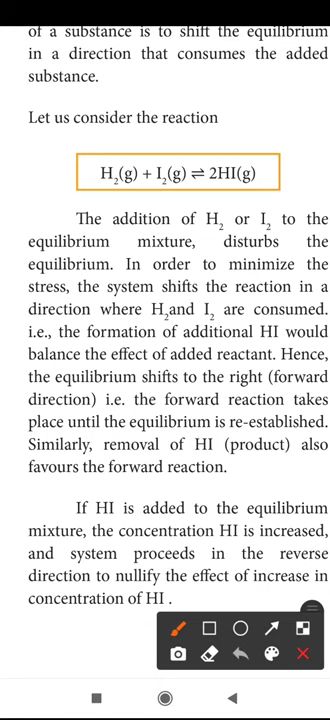 of a substance is to shift the equilibrium
in a direction that consumes the added
substance.
Let us consider the reaction
H₂(g) + I₂(g) ⇌ 2HI(g)
The addition of H₂ or I₂ to the
equilibrium mixture, disturbs the
equilibrium. In order to minimize the
stress, the system shifts the reaction in a
direction where H₂and I₂ are consumed.
i.e., the formation of additional HI would
balance the effect of added reactant. Hence,
the equilibrium shifts to the right (forward
direction) i.e. the forward reaction takes
place until the equilibrium is re-established.
Similarly, removal of HI (product) also
favours the forward reaction.
If HI is added to the equilibrium
mixture, the concentration HI is increased,
and system proceeds in the reverse
direction to nullify the effect of increase in
concentration of HI .